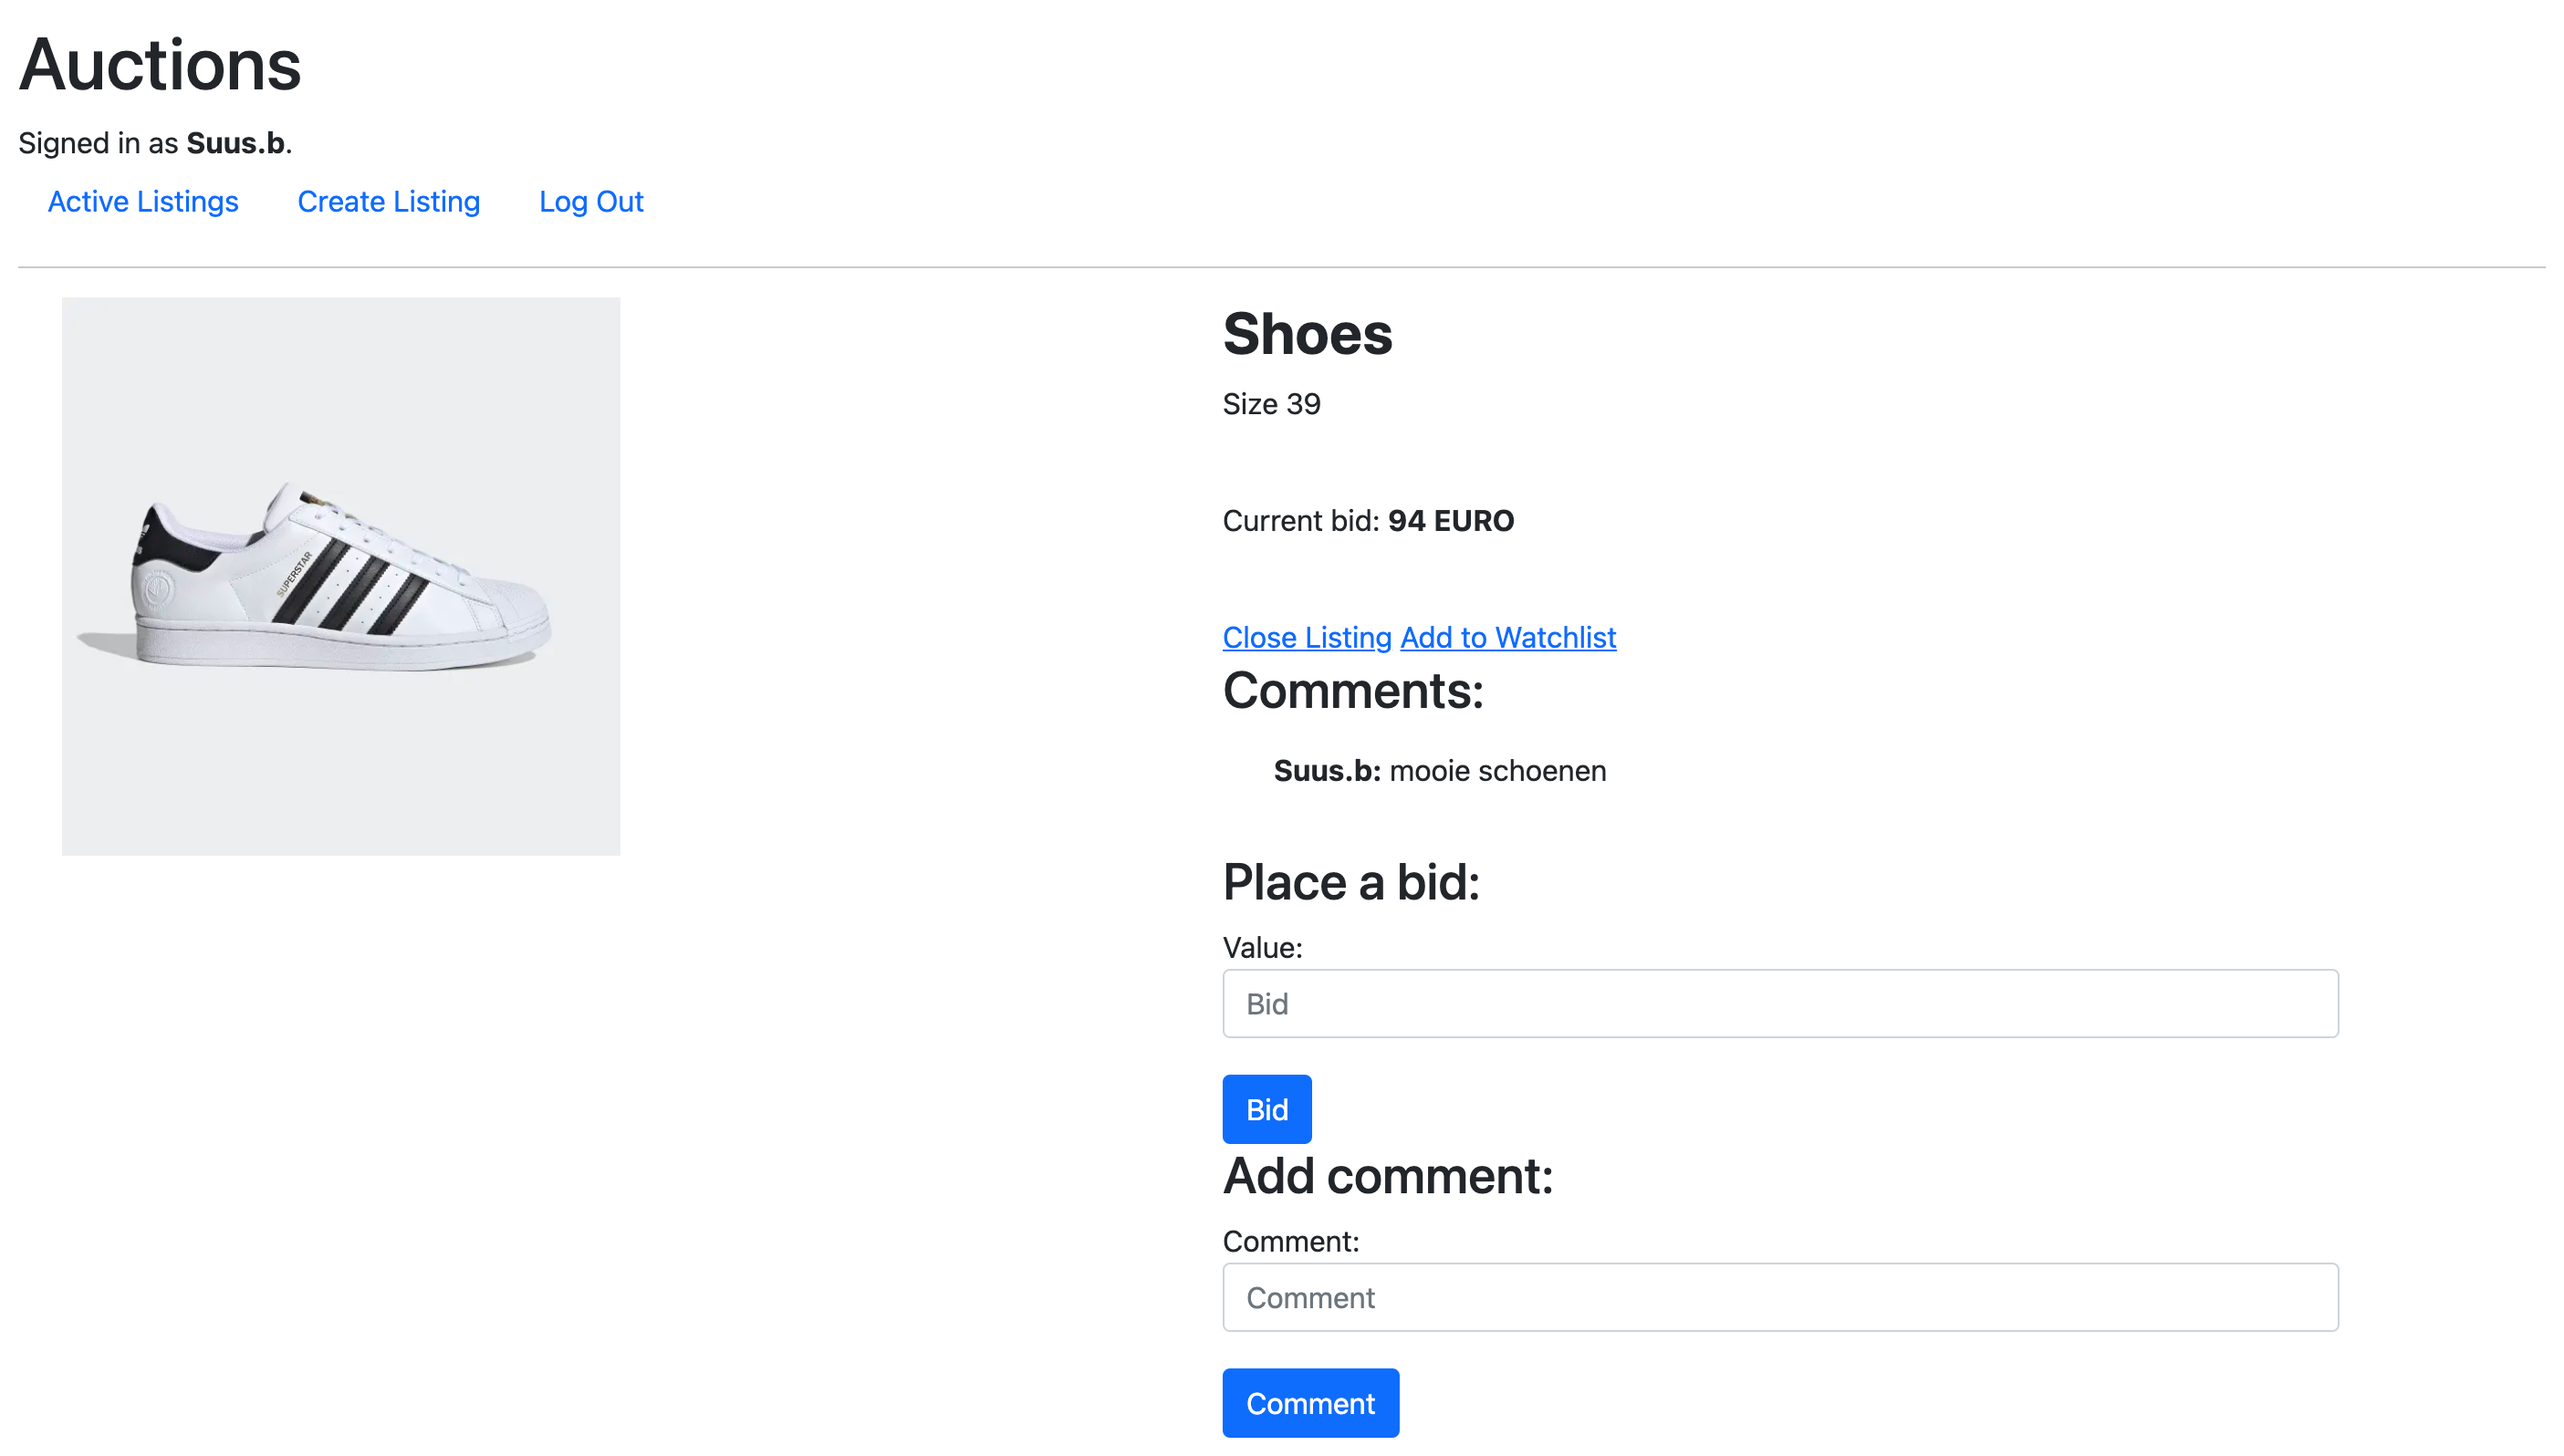 Auctions
Signed in as Suus.b.
Active Listings Create Listing Log Out
SUPERSTAR
Shoes
Size 39
Current bid: 94 EURO
Close Listing Add to Watchlist
Comments:
Suus.b: mooie schoenen
Place a bid:
Value:
Bid
Bid
Add comment:
Comment:
Comment
Comment